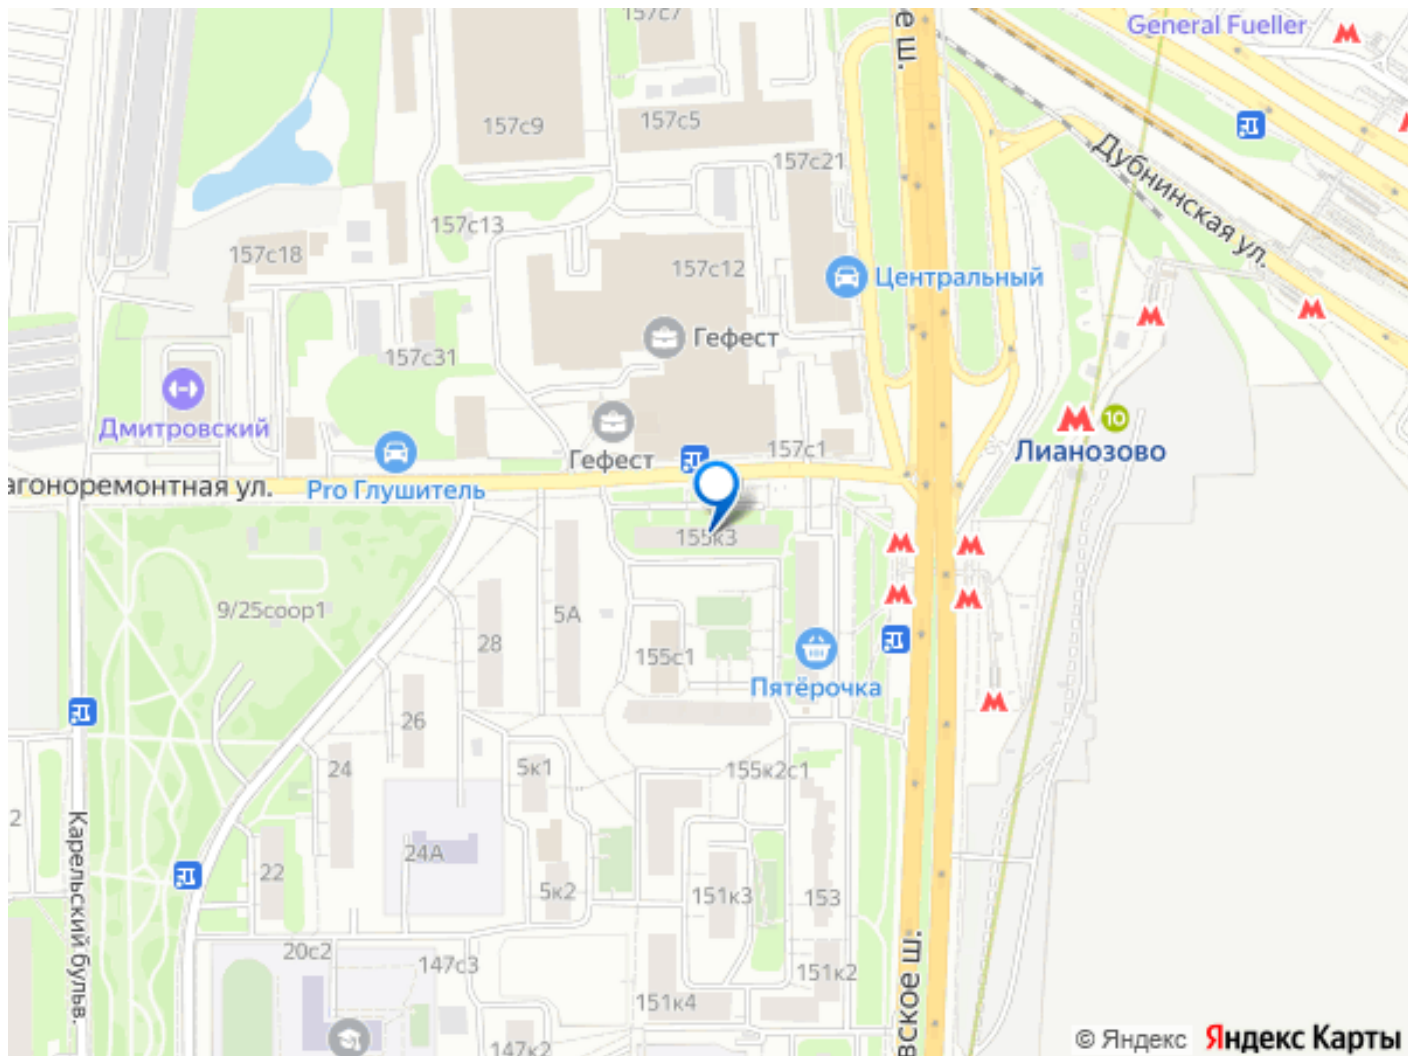 157с7
е ш.
General Fueller
157с9
157с5
157с21
Дубнинская ул.
157с13
157с18
157с12
Центральный
Гефест
157с31
Дмитровский
10
Лианозово
157с1
Гефест
агоноремонтная ул.
Pro Глушитель
155к3
9/25соор1
5А
28
155с1
Пятёрочка
26
24
5к1
155к2с1
2
Карельский бульв.
24А
22
5к2
151к3
153
20с2
147с3
151к2
151к4
вское ш.
147к2
© Яндекс Яндекс Карты